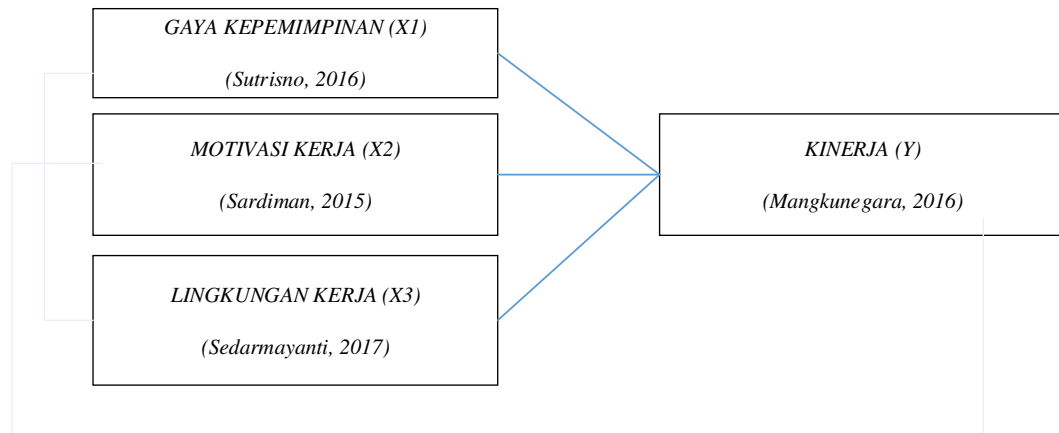 GAYA KEPEMIMPINAN (X1)
(Sutrisno, 2016)
MOTIVASI KERJA (X2)
(Sardiman, 2015)
LINGKUNGAN KERJA (X3)
(Sedarmayanti, 2017)
KINERJA (Y)
(Mangkunegara, 2016)